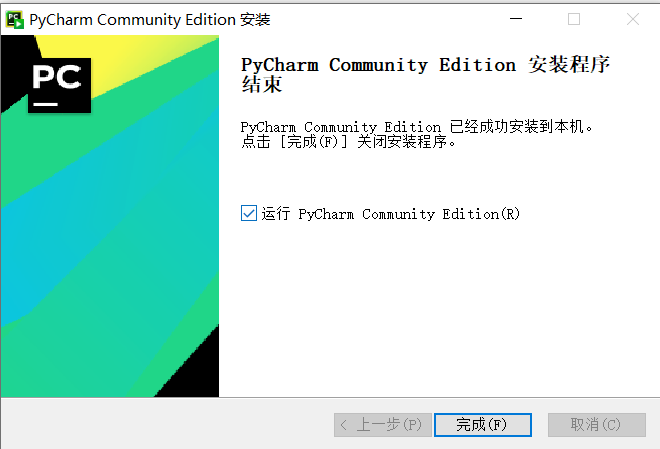 PyCharm Community Edition 安装
PC
PyCharm Community Edition 安装程序
结束
PyCharm Community Edition 已经成功安装到本机。
点击 [完成(F)] 关闭安装程序。
运行 PyCharm Community Edition(R)
< 上一步(P) 完成(F) 取消(C)